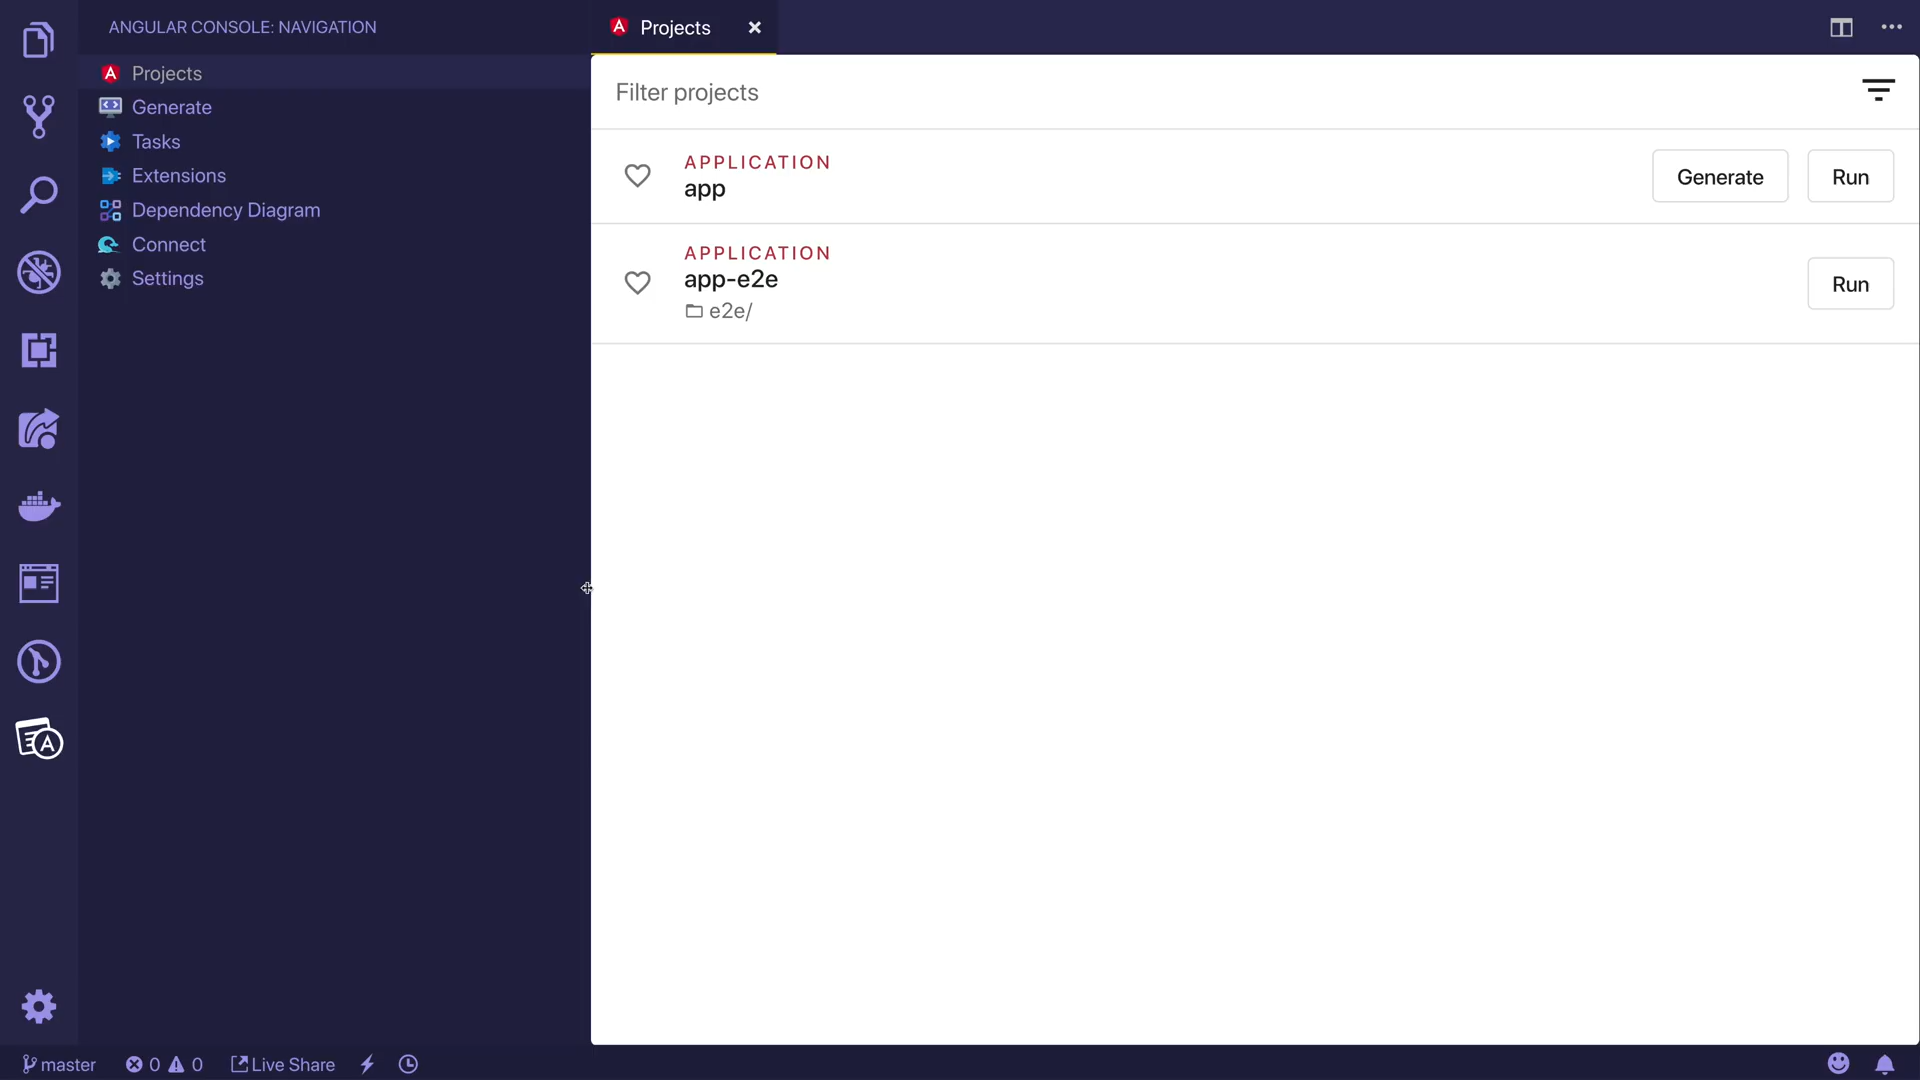 ANGULAR CONSOLE: NAVIGATION
Projects
Generate
Tasks
Extensions
Dependency Diagram
Connect
Settings
Projects
Filter projects
APPLICATION
app
Generate
Run
APPLICATION
app-e2e
e2e/
Run
master
0
0
Live Share